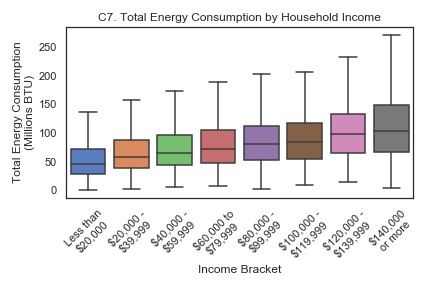 C7. Total Energy Consumption by Household Income
Total Energy Consumption
(Millions BTU)
250
200
150
100
50
0
Less than
$20,000
$20,000 -
$39,999
$40,000 -
$59,999
$60,000 to
$79,999
$80,000 -
$99,999
$100,000 -
$119,999
$120,000 -
$139,999
$140,000
or more
Income Bracket